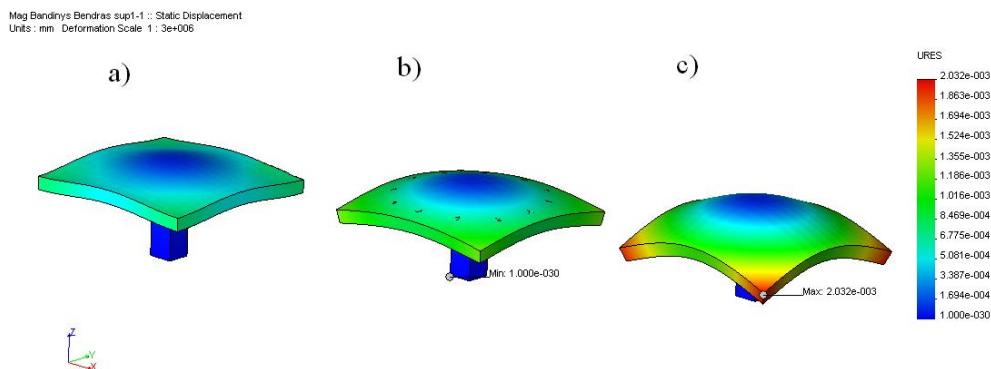 Mag Bandinys Bendras sup1-1 :: Static Displacement
Units : mm Deformation Scale 1 : 3e+006
a)
b)
c)
URES
2.032e-003
1.863e-003
1.694e-003
1.524e-003
1.355e-003
1.186e-003
1.016e-003
8.469e-004
6.775e-004
5.081e-004
3.387e-004
1.694e-004
1.000e-030
Min: 1.000e-030
Max: 2.032e-003
Z
Y
X